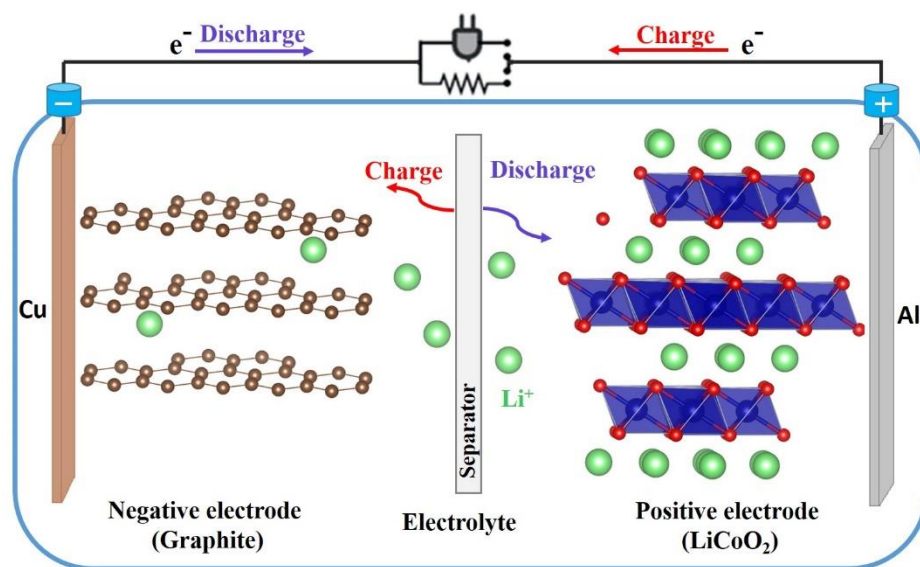 e⁻ Discharge
Charge e⁻
−
+
Charge
Discharge
Cu
Al
Li⁺
Separator
Negative electrode
(Graphite)
Electrolyte
Positive electrode
(LiCoO₂)